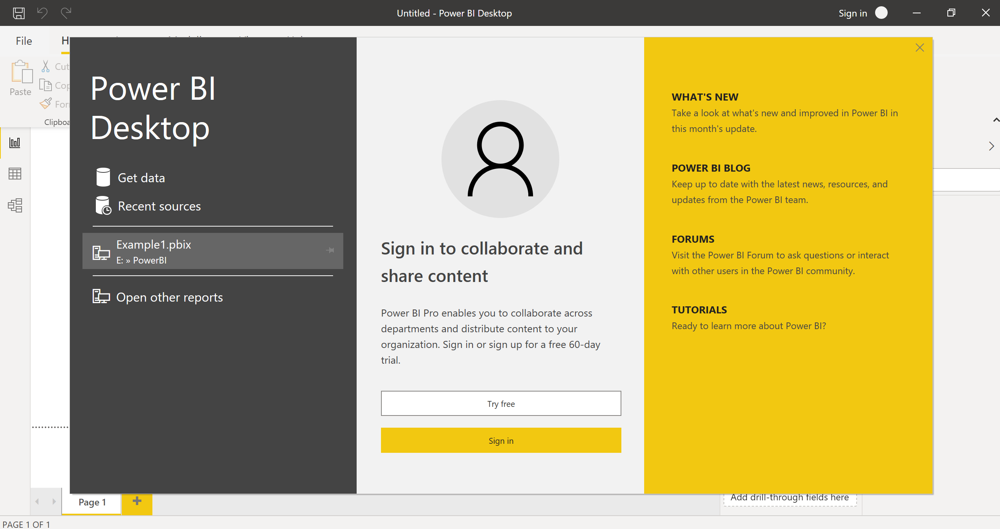 Untitled - Power BI Desktop
Sign in
File
Paste
Cut
Clipboa
Power BI
Desktop
Get data
Recent sources
Example1.pbix
E: » PowerBI
Open other reports
Sign in to collaborate and
share content
Power BI Pro enables you to collaborate across
departments and distribute content to your
organization. Sign in or sign up for a free 60-day
trial.
Try free
Sign in
WHAT'S NEW
Take a look at what's new and improved in Power BI in
this month's update.
POWER BI BLOG
Keep up to date with the latest news, resources, and
updates from the Power BI team.
FORUMS
Visit the Power BI Forum to ask questions or interact
with other users in the Power BI community.
TUTORIALS
Ready to learn more about Power BI?
Page 1
Add drill-through fields here
PAGE 1 OF 1